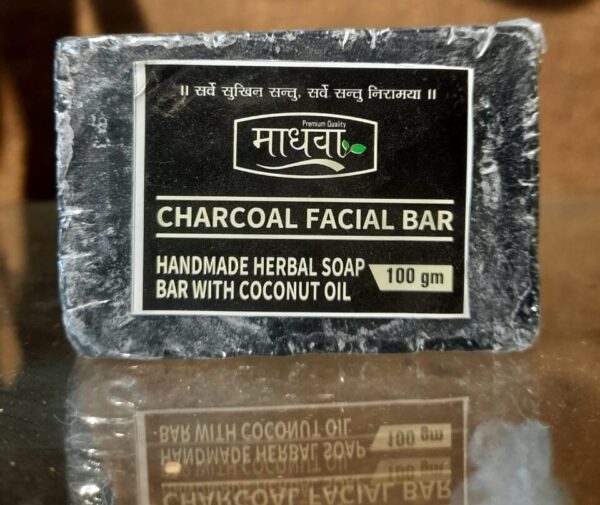 ॥ सर्वे सुखिन सन्तु, सर्वे सन्तु निरामया ॥
Premium Quality
माधवा
CHARCOAL FACIAL BAR
HANDMADE HERBAL SOAP
BAR WITH COCONUT OIL
100 gm